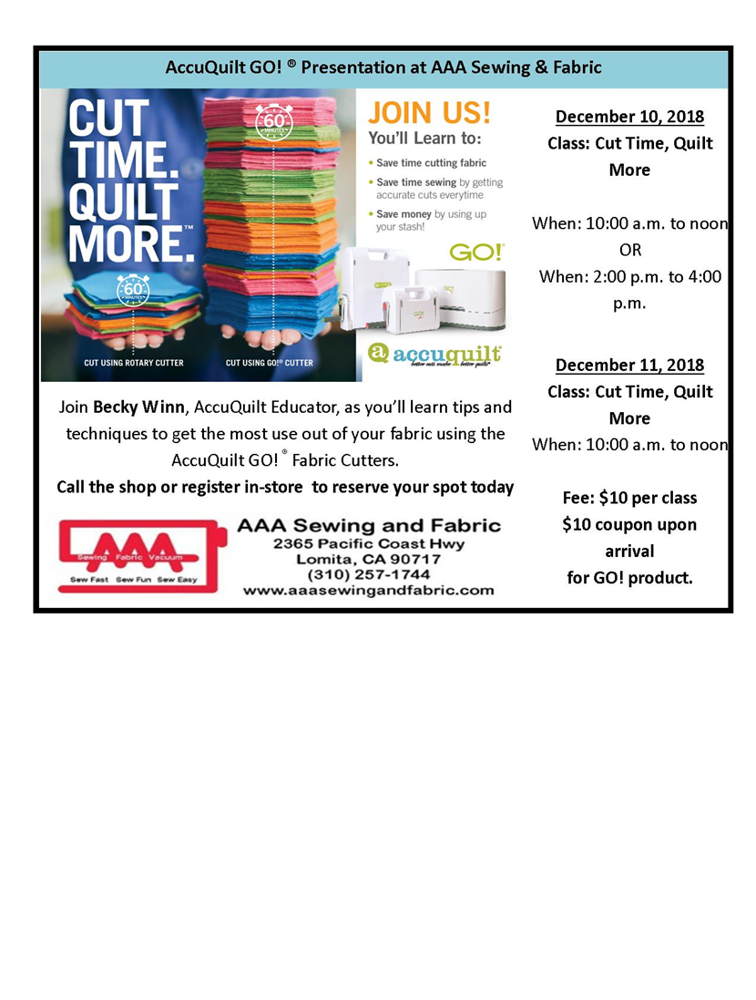 AccuQuilt GO! ® Presentation at AAA Sewing & Fabric
CUT
TIME.
QUILT
MORE.™
60
MINUTES
60
MINUTES
CUT USING ROTARY CUTTER
CUT USING GO!® CUTTER
JOIN US!
You'll Learn to:
• Save time cutting fabric
• Save time sewing by getting
accurate cuts everytime
• Save money by using up
your stash!
GO!®
GO!
GO!
a accuquilt®
better cuts make better quilts™
Join Becky Winn, AccuQuilt Educator, as you'll learn tips and
techniques to get the most use out of your fabric using the
AccuQuilt GO! ® Fabric Cutters.
Call the shop or register in-store to reserve your spot today
AAA
Sewing Fabric Vacuum
Sew Fast Sew Fun Sew Easy
AAA Sewing and Fabric
2365 Pacific Coast Hwy
Lomita, CA 90717
(310) 257-1744
www.aaasewingandfabric.com
December 10, 2018
Class: Cut Time, Quilt
More
When: 10:00 a.m. to noon
OR
When: 2:00 p.m. to 4:00
p.m.
December 11, 2018
Class: Cut Time, Quilt
More
When: 10:00 a.m. to noon
Fee: $10 per class
$10 coupon upon
arrival
for GO! product.